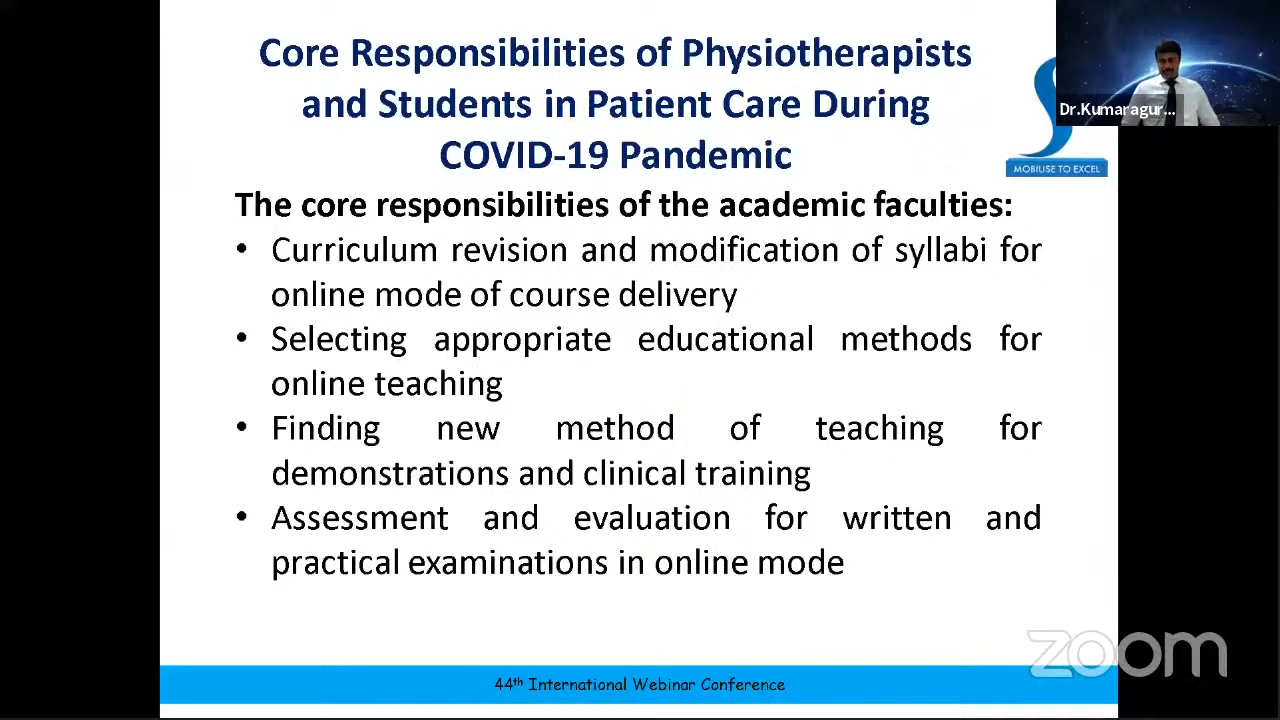 Core Responsibilities of Physiotherapists
and Students in Patient Care During
COVID-19 Pandemic
Dr.Kumaragur...
MOBILISE TO EXCEL
The core responsibilities of the academic faculties:
• Curriculum revision and modification of syllabi for
online mode of course delivery
• Selecting appropriate educational methods for
online teaching
• Finding new method of teaching for
demonstrations and clinical training
• Assessment and evaluation for written and
practical examinations in online mode
zoom
44th International Webinar Conference